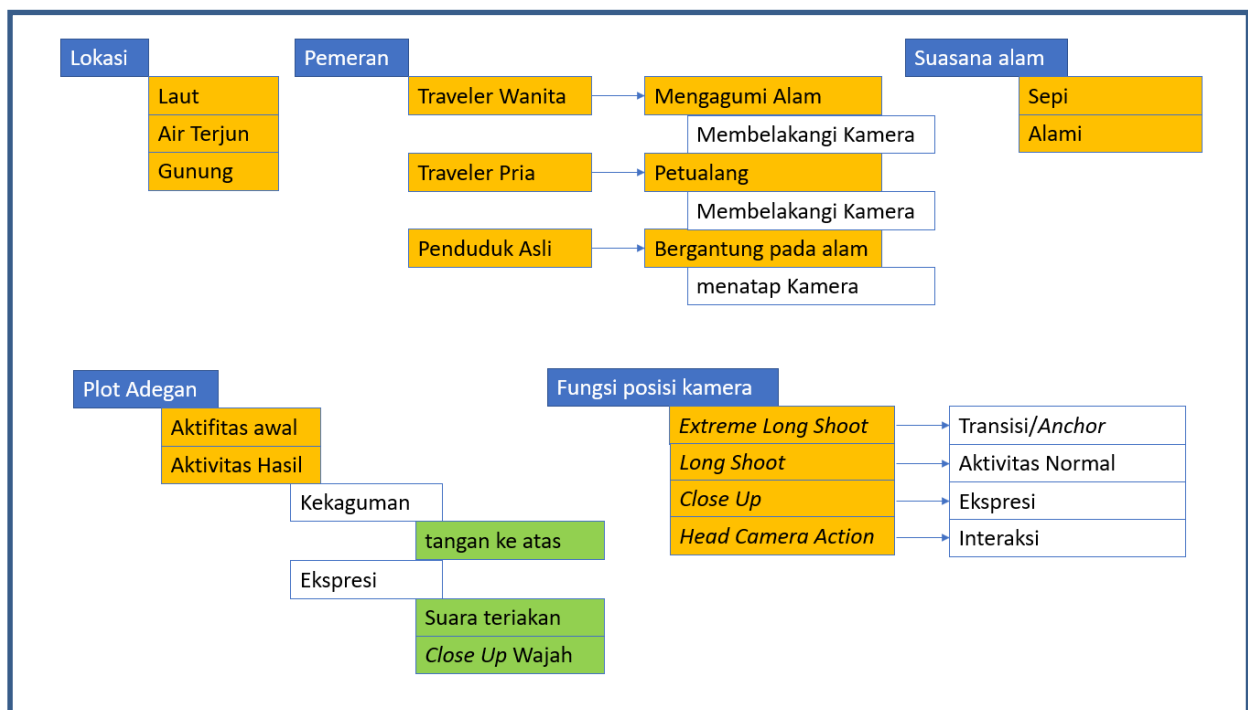 Lokasi
Laut
Air Terjun
Gunung
Pemeran
Traveler Wanita
Mengagumi Alam
Membelakangi Kamera
Traveler Pria
Petualang
Membelakangi Kamera
Penduduk Asli
Bergantung pada alam
menatap Kamera
Suasana alam
Sepi
Alami
Plot Adegan
Aktifitas awal
Aktivitas Hasil
Kekaguman
tangan ke atas
Ekspresi
Suara teriakan
Close Up Wajah
Fungsi posisi kamera
Extreme Long Shoot
Transisi/Anchor
Long Shoot
Aktivitas Normal
Close Up
Ekspresi
Head Camera Action
Interaksi